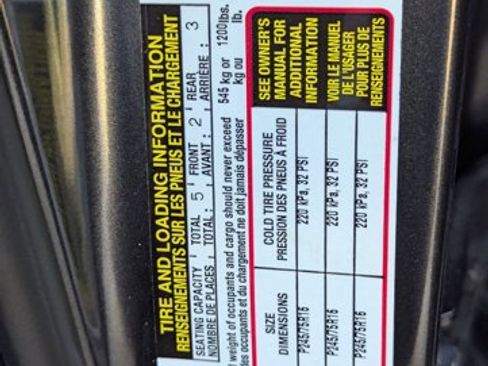 TIRE AND LOADING INFORMATION
RENSEIGNEMENTS SUR LES PNEUS ET LE CHARGEMENT
SEATING CAPACITY TOTAL : 5 FRONT : 2 REAR : 3
NOMBRE DE PLACES TOTAL : AVANT : ARRIÈRE :
weight of occupants and cargo should never exceed 545 kg or 1200lbs.
des occupants et du chargement ne doit jamais dépasser kg ou lb.
SIZE
DIMENSIONS
COLD TIRE PRESSURE
PRESSION DES PNEUS À FROID
SEE OWNER'S
MANUAL FOR
ADDITIONAL
INFORMATION
P245/75R16 220 kPa, 32 PSI
VOIR LE MANUEL
DE L'USAGER
POUR PLUS DE
RENSEIGNEMENTS
P245/75R16 220 kPa, 32 PSI
P245/75R16 220 kPa, 32 PSI